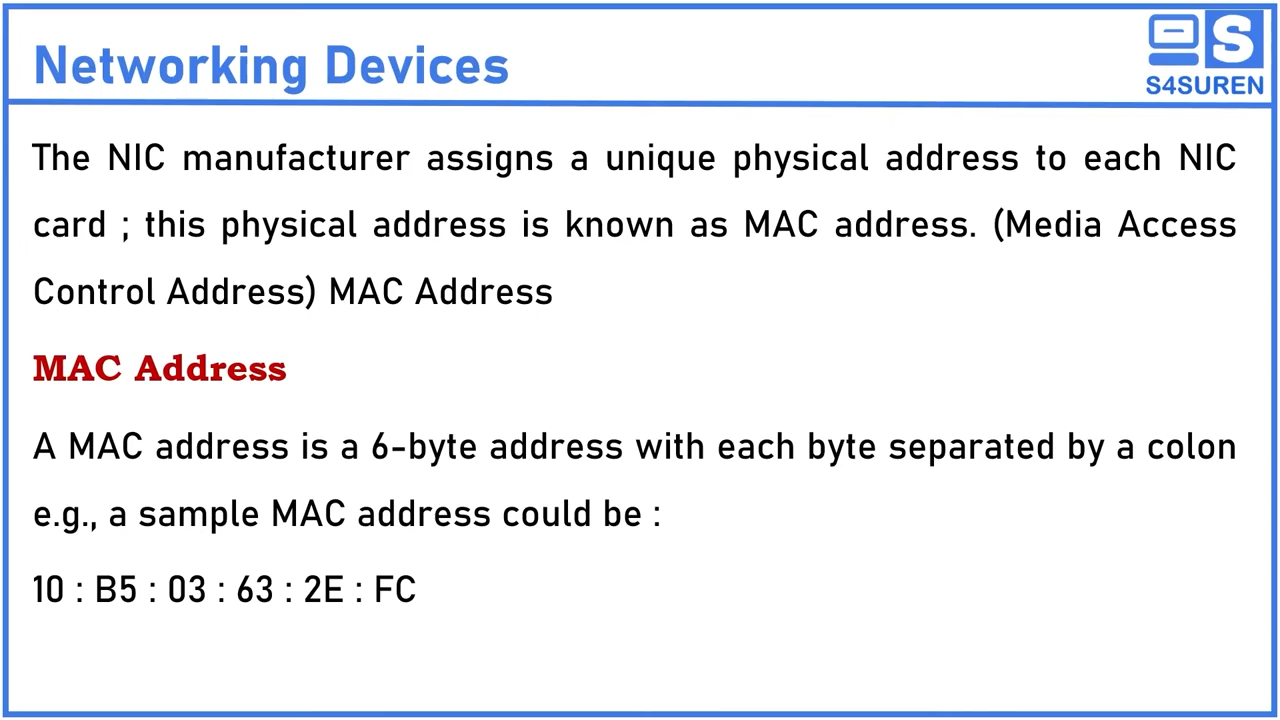 Networking Devices
S
S4SUREN
The NIC manufacturer assigns a unique physical address to each NIC
card ; this physical address is known as MAC address. (Media Access
Control Address) MAC Address
MAC Address
A MAC address is a 6-byte address with each byte separated by a colon
e.g., a sample MAC address could be :
10 : B5 : 03 : 63 : 2E : FC